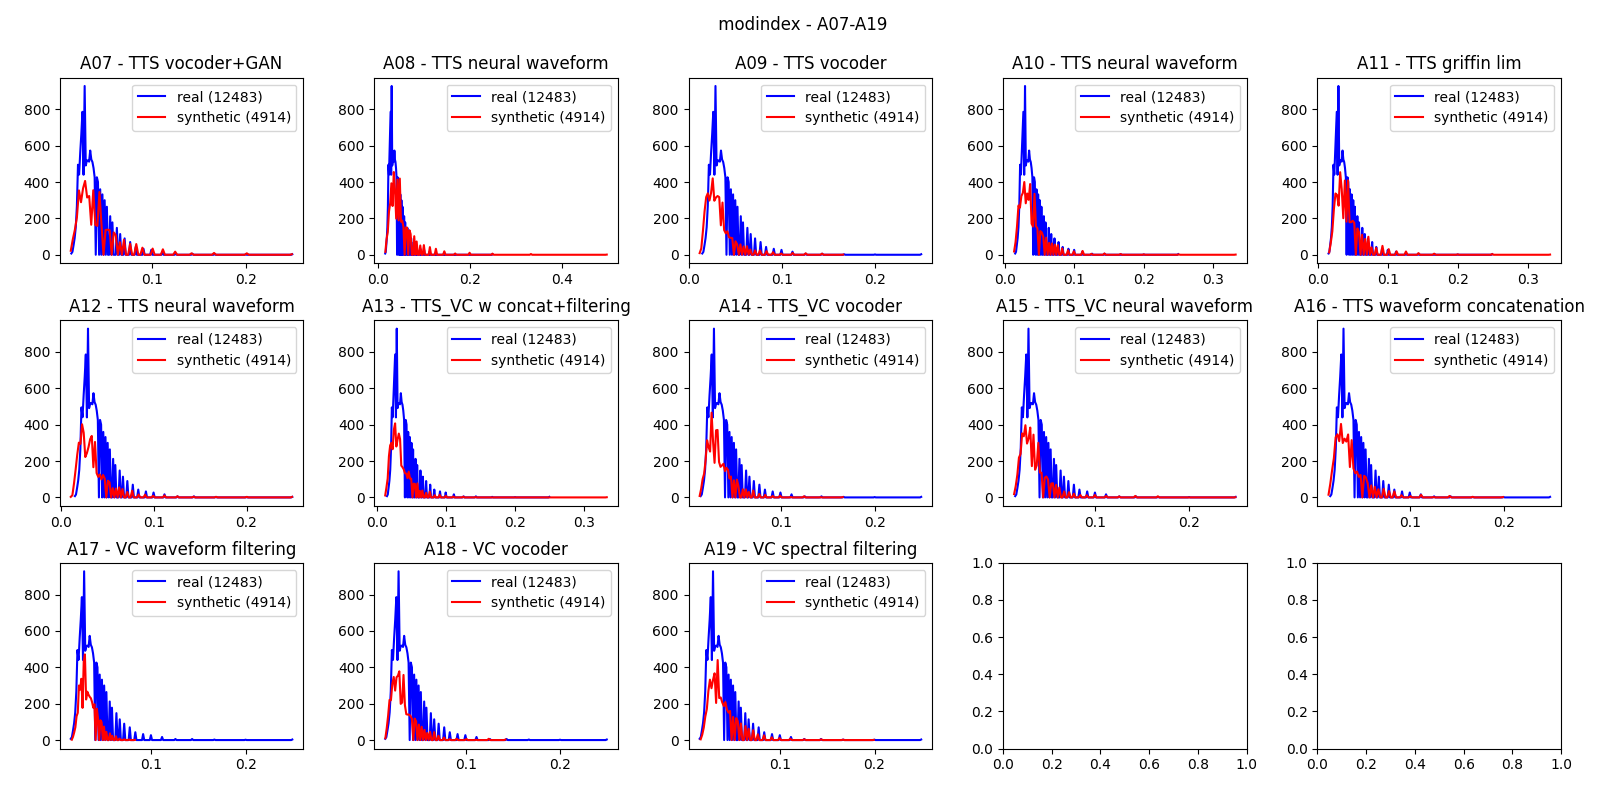 modindex - A07-A19
A07 - TTS vocoder+GAN
A08 - TTS neural waveform
A09 - TTS vocoder
A10 - TTS neural waveform
A11 - TTS griffin lim
real (12483)
synthetic (4914)
real (12483)
synthetic (4914)
real (12483)
synthetic (4914)
real (12483)
synthetic (4914)
real (12483)
synthetic (4914)
800
600
400
200
0
800
600
400
200
0
800
600
400
200
0
800
600
400
200
0
800
600
400
200
0
0.1 0.2
0.0 0.2 0.4
0.0 0.1 0.2
0.0 0.1 0.2 0.3
0.0 0.1 0.2 0.3
A12 - TTS neural waveform
A13 - TTS_VC w concat+filtering
A14 - TTS_VC vocoder
A15 - TTS_VC neural waveform
A16 - TTS waveform concatenation
real (12483)
synthetic (4914)
real (12483)
synthetic (4914)
real (12483)
synthetic (4914)
real (12483)
synthetic (4914)
real (12483)
synthetic (4914)
800
600
400
200
0
800
600
400
200
0
800
600
400
200
0
800
600
400
200
0
800
600
400
200
0
0.0 0.1 0.2
0.0 0.1 0.2 0.3
0.1 0.2
0.1 0.2
0.1 0.2
A17 - VC waveform filtering
A18 - VC vocoder
A19 - VC spectral filtering
real (12483)
synthetic (4914)
real (12483)
synthetic (4914)
real (12483)
synthetic (4914)
800
600
400
200
0
800
600
400
200
0
800
600
400
200
0
1.0
0.8
0.6
0.4
0.2
0.0
1.0
0.8
0.6
0.4
0.2
0.0
0.1 0.2
0.1 0.2
0.1 0.2
0.0 0.2 0.4 0.6 0.8 1.0
0.0 0.2 0.4 0.6 0.8 1.0